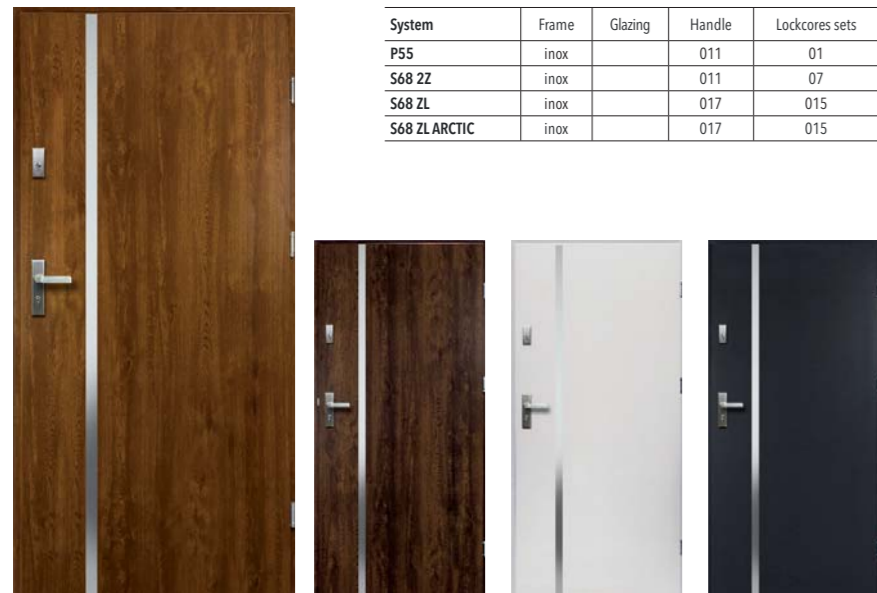 System Frame Glazing Handle Lockcores sets
P55 inox 011 01
S68 2Z inox 011 07
S68 ZL inox 017 015
S68 ZL ARCTIC inox 017 015